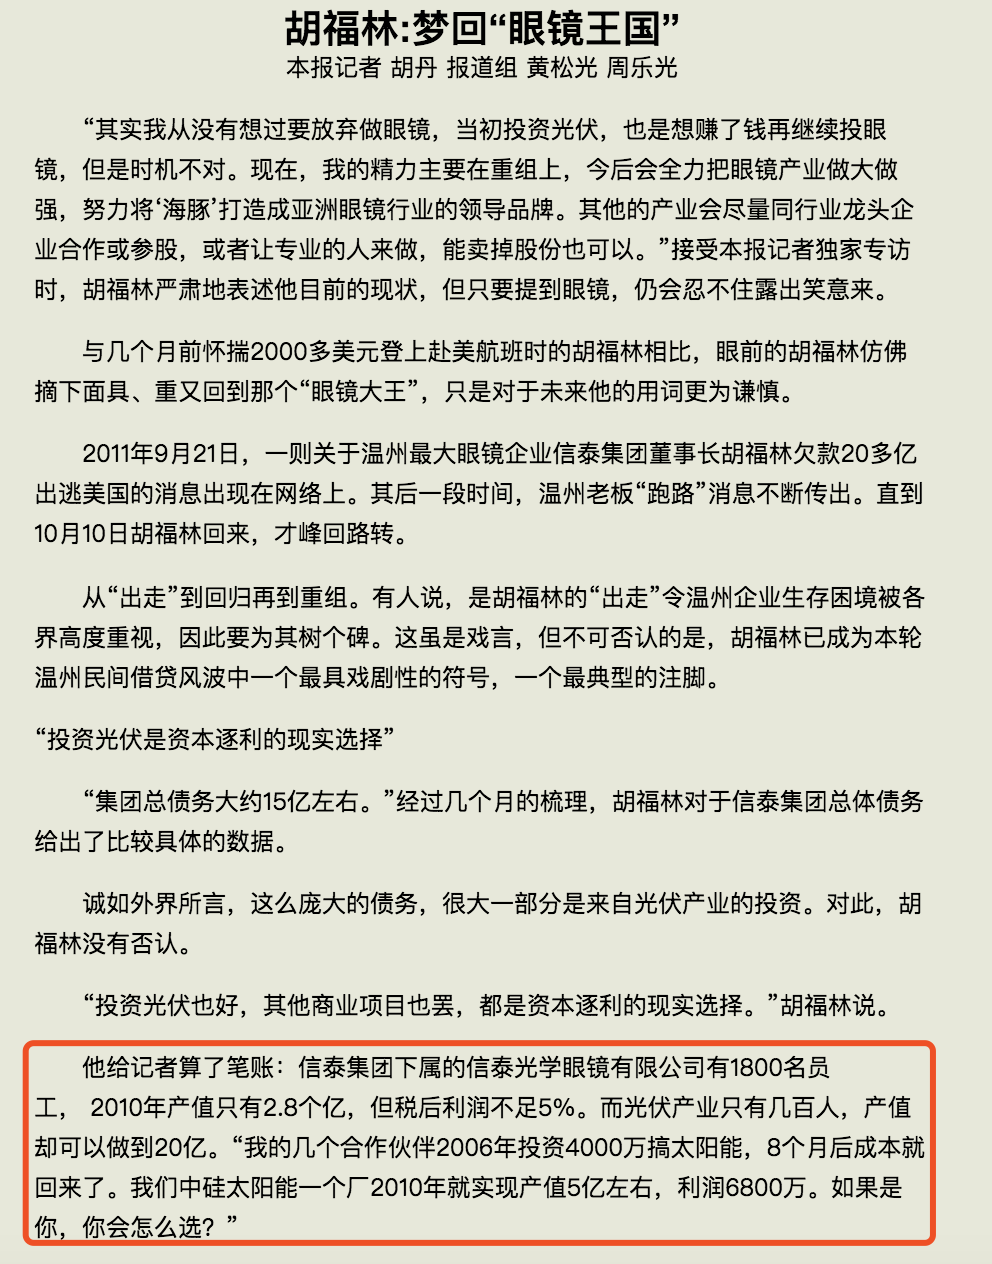 胡福林:梦回“眼镜王国”
本报记者 胡丹 报道组 黄松光 周乐光
“其实我从没有想过要放弃做眼镜，当初投资光伏，也是想赚了钱再继续投眼
镜，但是时机不对。现在，我的精力主要在重组上，今后会全力把眼镜产业做大做
强，努力将‘海豚’打造成亚洲眼镜行业的领导品牌。其他的产业会尽量同行业龙头企
业合作或参股，或者让专业的人来做，能卖掉股份也可以。”接受本报记者独家专访
时，胡福林严肃地表述他目前的现状，但只要提到眼镜，仍会忍不住露出笑意来。
与几个月前怀揣2000多美元登上赴美航班时的胡福林相比，眼前的胡福林仿佛
摘下面具、重又回到那个“眼镜大王”，只是对于未来他的用词更为谦慎。
2011年9月21日，一则关于温州最大眼镜企业信泰集团董事长胡福林欠款20多亿
出逃美国的消息出现在网络上。其后一段时间，温州老板“跑路”消息不断传出。直到
10月10日胡福林回来，才峰回路转。
从“出走”到回归再到重组。有人说，是胡福林的“出走”令温州企业生存困境被各
界高度重视，因此要为其树个碑。这虽是戏言，但不可否认的是，胡福林已成为本轮
温州民间借贷风波中一个最具戏剧性的符号，一个最典型的注脚。
“投资光伏是资本逐利的现实选择”
“集团总债务大约15亿左右。”经过几个月的梳理，胡福林对于信泰集团总体债务
给出了比较具体的数据。
诚如外界所言，这么庞大的债务，很大一部分是来自光伏产业的投资。对此，胡
福林没有否认。
“投资光伏也好，其他商业项目也罢，都是资本逐利的现实选择。”胡福林说。
他给记者算了笔账：信泰集团下属的信泰光学眼镜有限公司有1800名员
工， 2010年产值只有2.8个亿，但税后利润不足5%。而光伏产业只有几百人，产值
却可以做到20亿。“我的几个合作伙伴2006年投资4000万搞太阳能，8个月后成本就
回来了。我们中硅太阳能一个厂2010年就实现产值5亿左右，利润6800万。如果是
你，你会怎么选？”